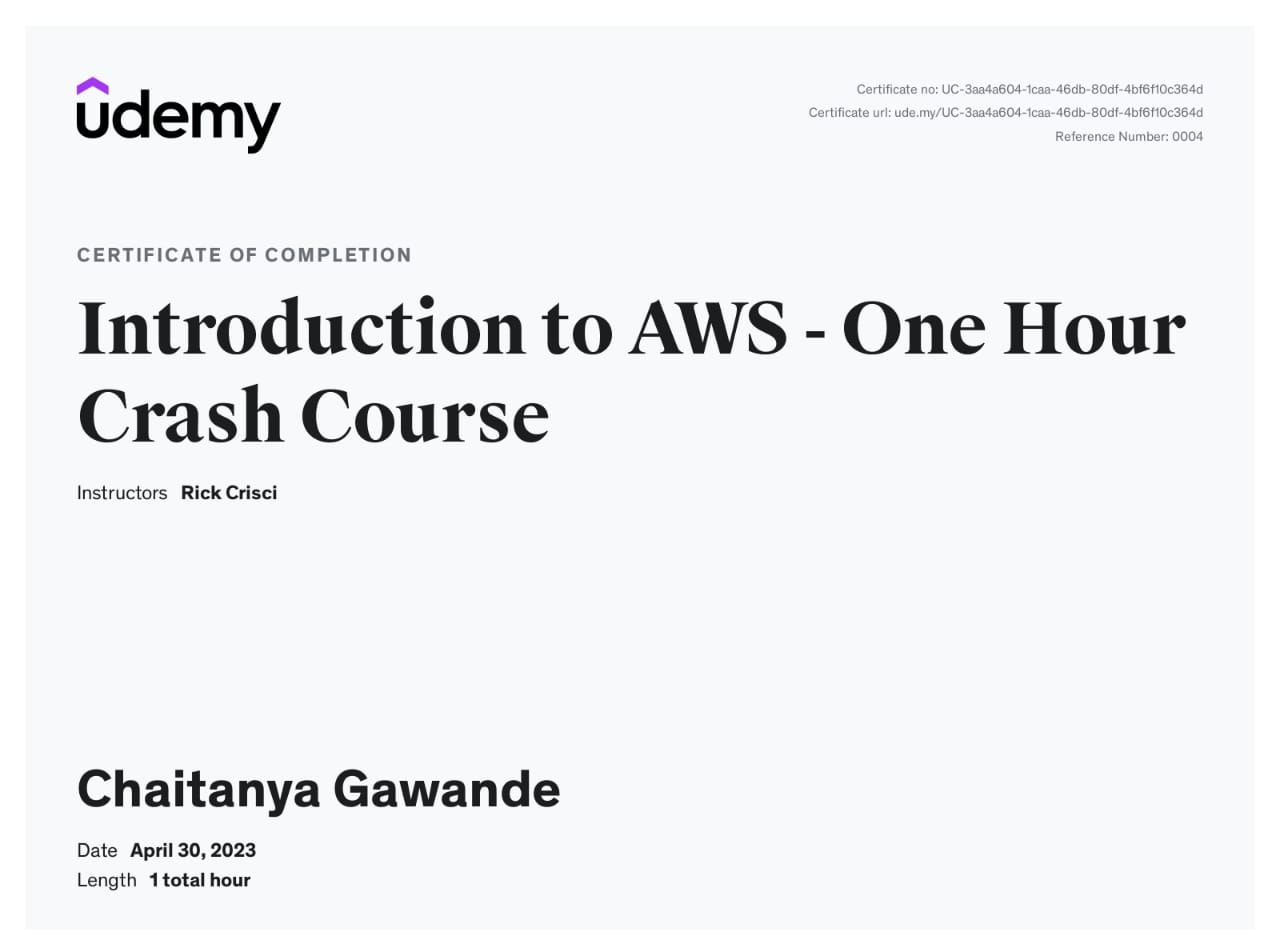 udemy
Certificate no: UC-3aa4a604-1caa-46db-80df-4bf6f10c364d
Certificate url: ude.my/UC-3aa4a604-1caa-46db-80df-4bf6f10c364d
Reference Number: 0004
CERTIFICATE OF COMPLETION
Introduction to AWS - One Hour
Crash Course
Instructors Rick Crisci
Chaitanya Gawande
Date April 30, 2023
Length 1 total hour